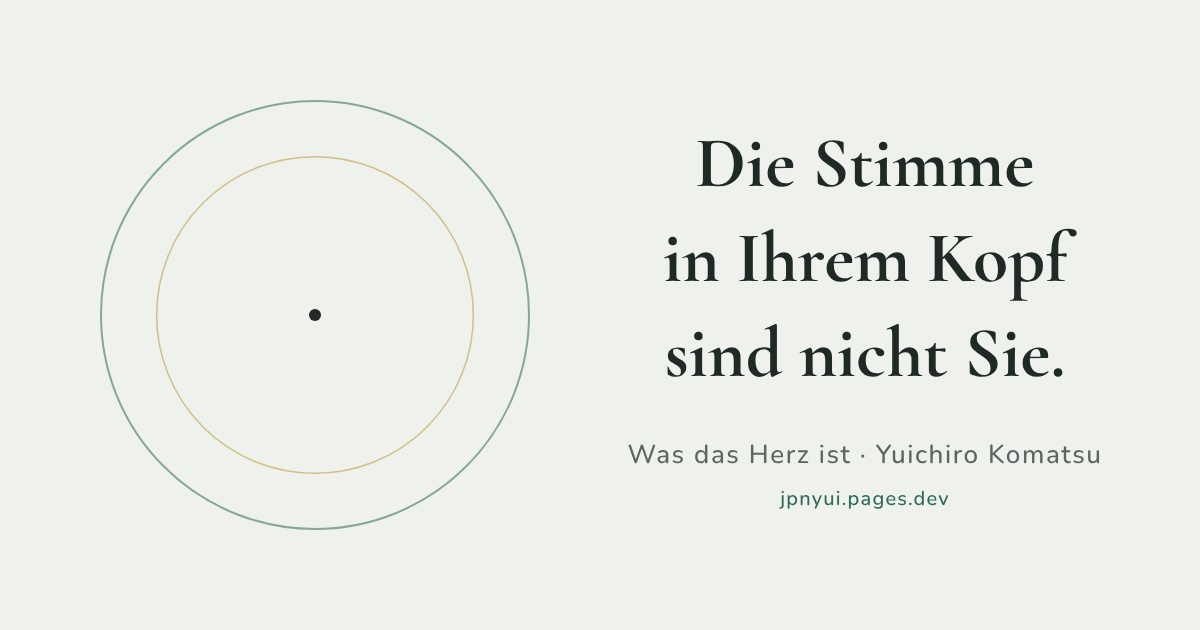 Die Stimme
in Ihrem Kopf
sind nicht Sie.
Was das Herz ist · Yuichiro Komatsu
jpnyui.pages.dev